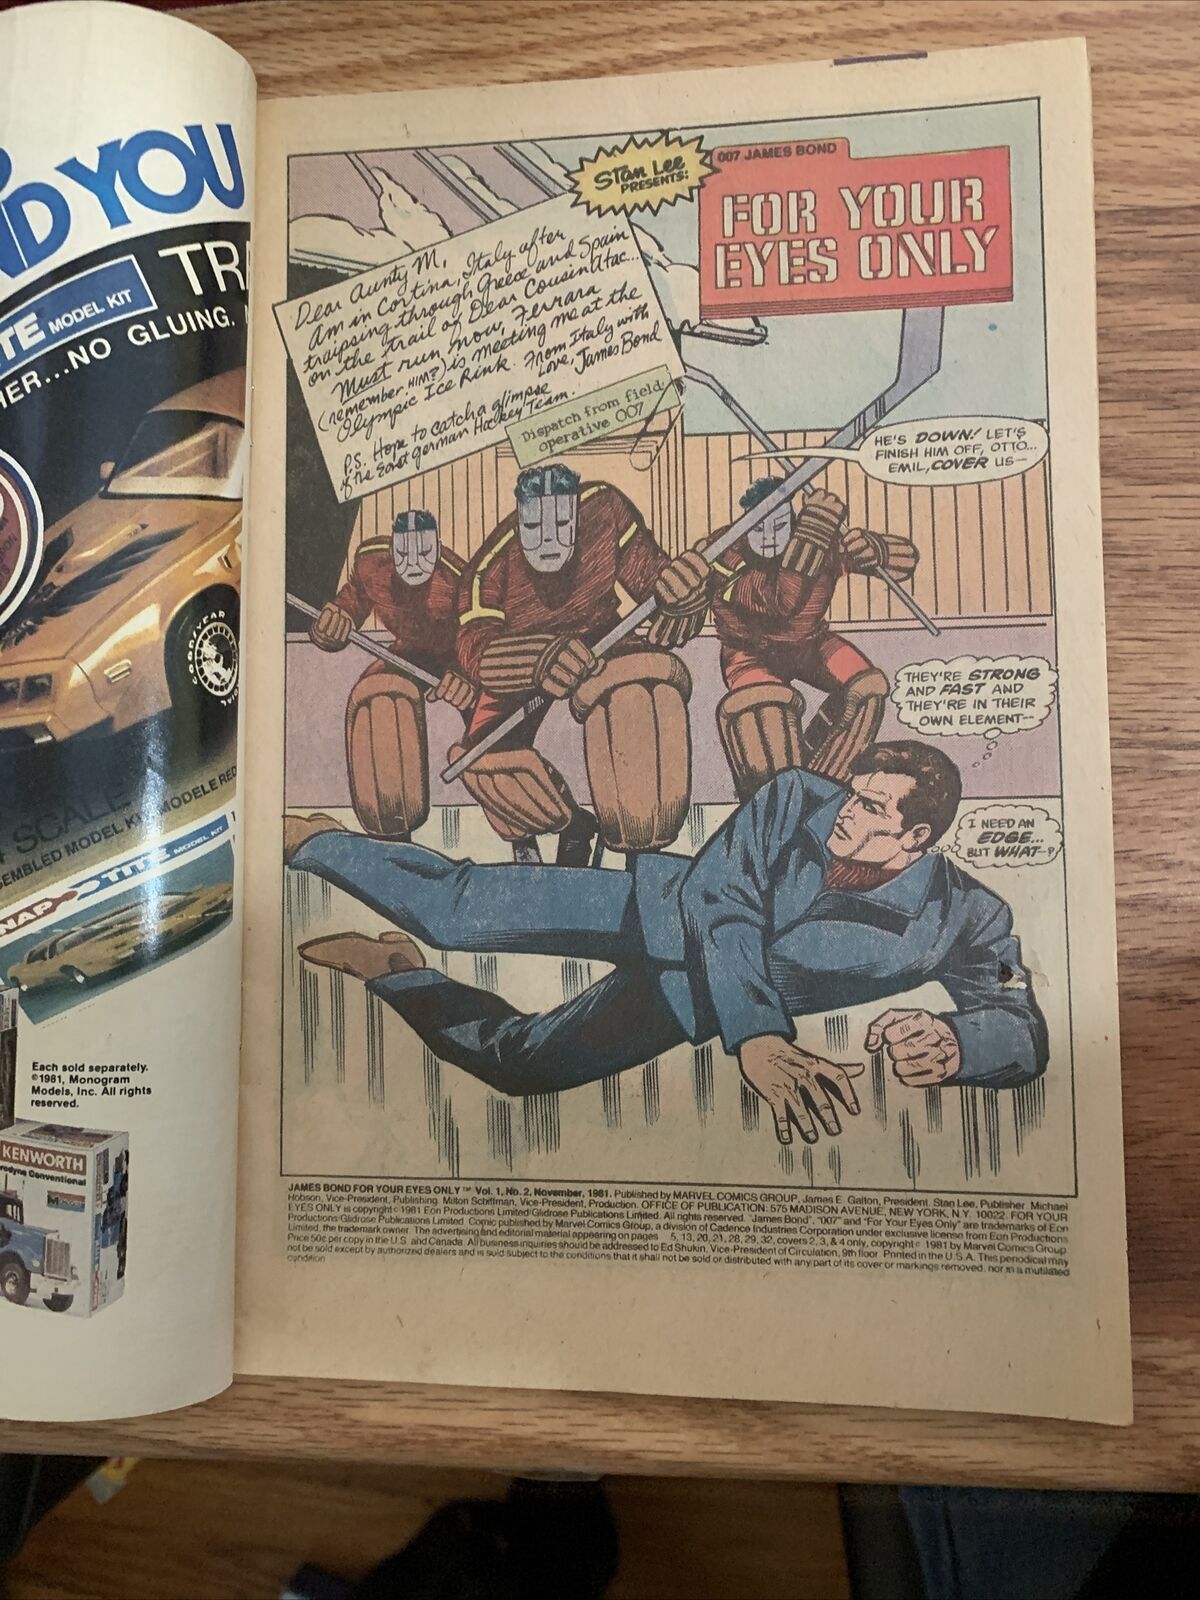 ND YOU
TITE MODEL KIT
HER...NO GLUING.
GOODYEAR
SCALE
SNAP TITE MODEL KIT
Each sold separately.
©1981, Monogram
Models, Inc. All rights
reserved.
KENWORTH
Conventional
Stan Lee
PRESENTS:
007 JAMES BOND
FOR YOUR
EYES ONLY
Dear Aunty M,
Am in Cortina, Italy after
traipsing through Greece and Spain
on the trail of Dear Cousin Atac...
Must run now, Ferrara
(remember HIM?) is meeting me at the
Olympic Ice Rink. From Italy with
Love, James Bond
P.S. Hope to catch a glimpse
of the East German Hockey Team.
Dispatch from field:
operative 007
HE'S DOWN! LET'S
FINISH HIM OFF, OTTO...
EMIL, COVER US—
THEY'RE STRONG
AND FAST AND
THEY'RE IN THEIR
OWN ELEMENT--
I NEED AN
EDGE...
BUT WHAT--?
JAMES BOND FOR YOUR EYES ONLY™ Vol. 1, No. 2, November, 1981. Published by MARVEL COMICS GROUP, James E. Galton, President. Stan Lee, Publisher. Michael
Hobson, Vice-President, Publishing. Milton Schiffman, Vice-President, Production. OFFICE OF PUBLICATION: 575 MADISON AVENUE, NEW YORK, N.Y. 10022. FOR YOUR
EYES ONLY is copyright © 1981 Eon Productions Limited/Glidrose Publications Limited. All rights reserved. "James Bond", "007" and "For Your Eyes Only" are trademarks of Eon
Productions/Glidrose Publications Limited. Comic published by Marvel Comics Group, a division of Cadence Industries Corporation under exclusive license from Eon Productions
Limited, the trademark owner. The advertising and editorial material appearing on pages 5, 13, 20, 21, 28, 29, 32, covers 2, 3, & 4 only, copyright © 1981 by Marvel Comics Group.
Price 50¢ per copy in the U.S. and Canada. All business inquiries should be addressed to Ed Shukin, Vice-President of Circulation, 9th floor. Printed in the U.S.A. This periodical may
not be sold except by authorized dealers and is sold subject to the conditions that it shall not be sold or distributed with any part of its cover or markings removed, nor in a mutilated
condition.